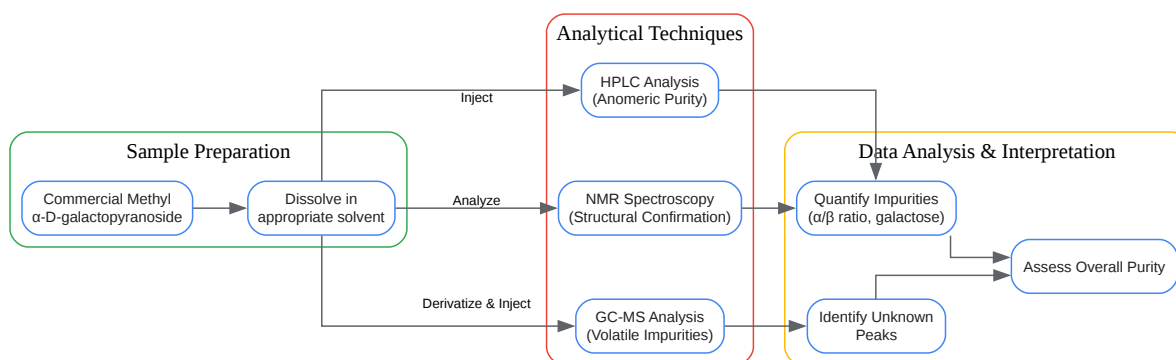 Analytical Techniques
HPLC Analysis
(Anomeric Purity)
Inject
Sample Preparation
Data Analysis & Interpretation
Commercial Methyl
α-D-galactopyranoside
Dissolve in
appropriate solvent
Analyze
NMR Spectroscopy
(Structural Confirmation)
Quantify Impurities
(α/β ratio, galactose)
Assess Overall Purity
Derivatize & Inject
GC-MS Analysis
(Volatile Impurities)
Identify Unknown
Peaks